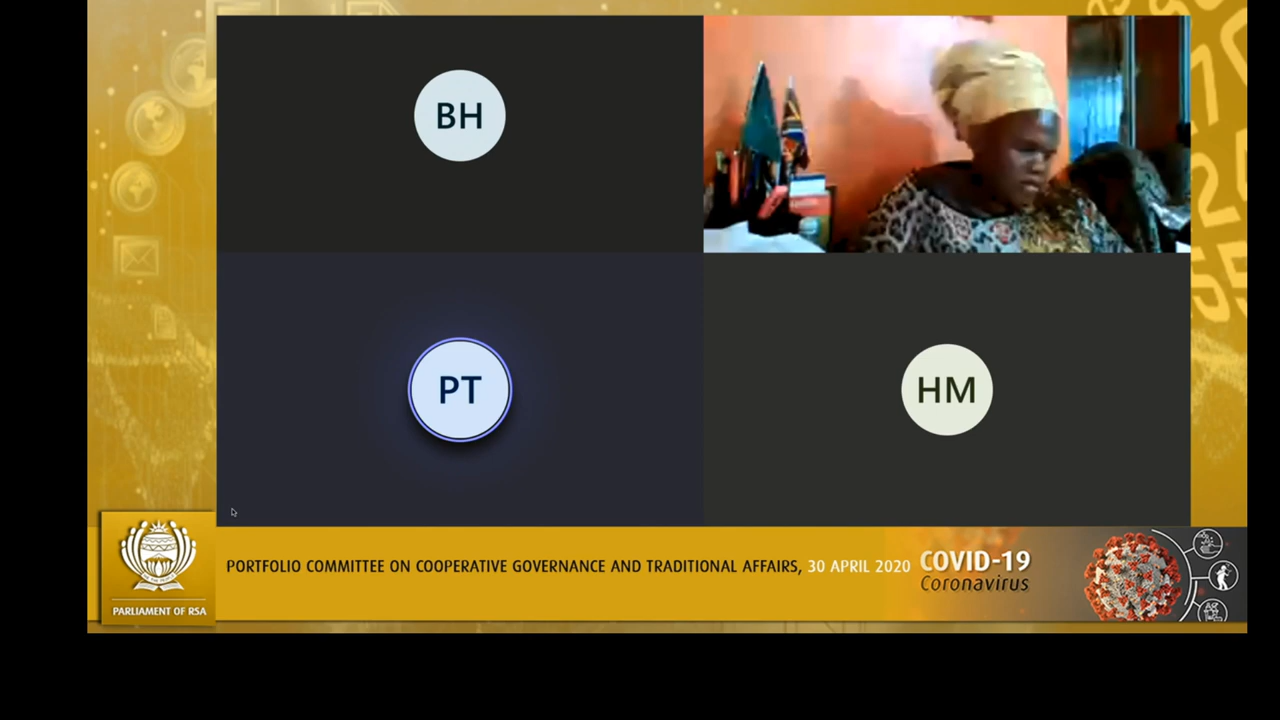 BH
PT
HM
PORTFOLIO COMMITTEE ON COOPERATIVE GOVERNANCE AND TRADITIONAL AFFAIRS, 30 APRIL 2020
COVID-19
Coronavirus
PARLIAMENT OF RSA